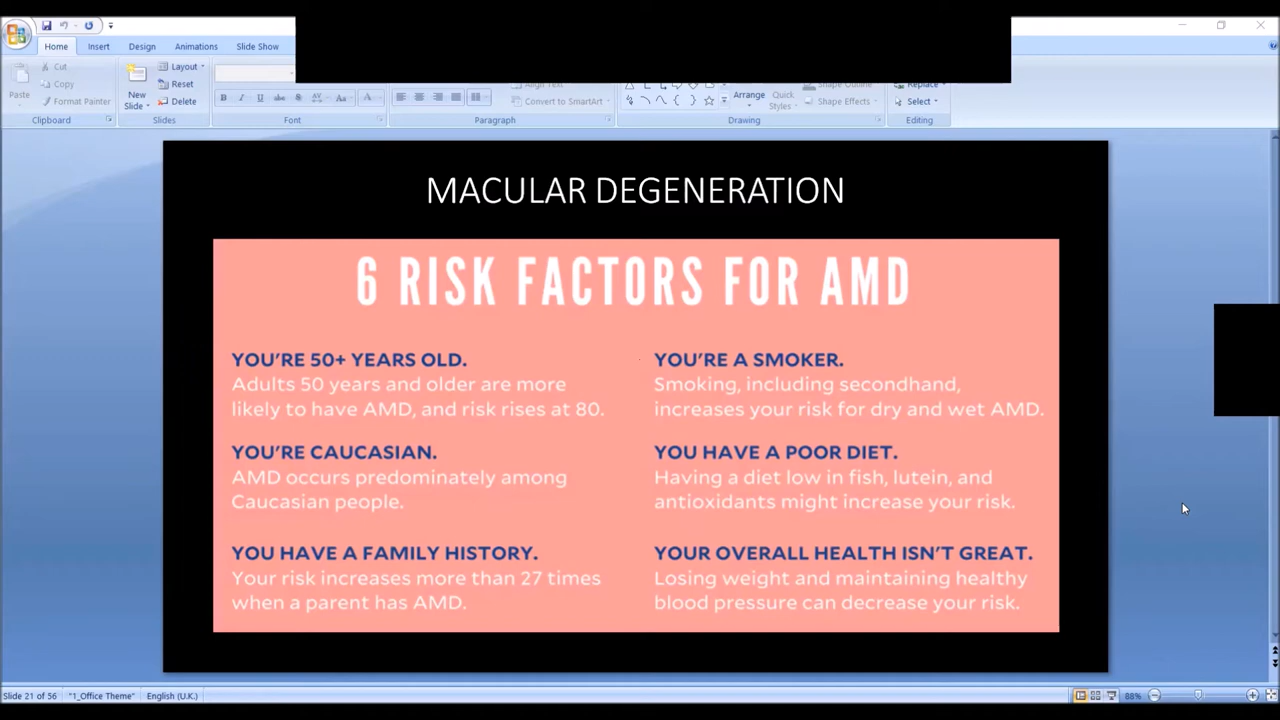 Home Insert Design Animations Slide Show
Cut
Copy
Format Painter
Paste
Clipboard
New
Slide
Layout
Reset
Delete
Slides
Font
Align Text
Convert to SmartArt
Paragraph
Arrange
Quick
Styles
Shape Outline
Shape Effects
Drawing
Replace
Select
Editing
MACULAR DEGENERATION
6 RISK FACTORS FOR AMD
YOU'RE 50+ YEARS OLD.
Adults 50 years and older are more
likely to have AMD, and risk rises at 80.
YOU'RE CAUCASIAN.
AMD occurs predominately among
Caucasian people.
YOU HAVE A FAMILY HISTORY.
Your risk increases more than 27 times
when a parent has AMD.
YOU'RE A SMOKER.
Smoking, including secondhand,
increases your risk for dry and wet AMD.
YOU HAVE A POOR DIET.
Having a diet low in fish, lutein, and
antioxidants might increase your risk.
YOUR OVERALL HEALTH ISN'T GREAT.
Losing weight and maintaining healthy
blood pressure can decrease your risk.
Slide 21 of 56 "1_Office Theme" English (U.K.) 88%